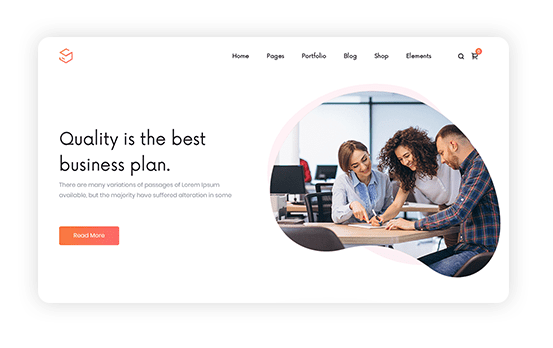 Home Pages Portfolio Blog Shop Elements
Quality is the best
business plan.
There are many variations of passages of Lorem Ipsum
available, but the majority have suffered alteration in some
Read More